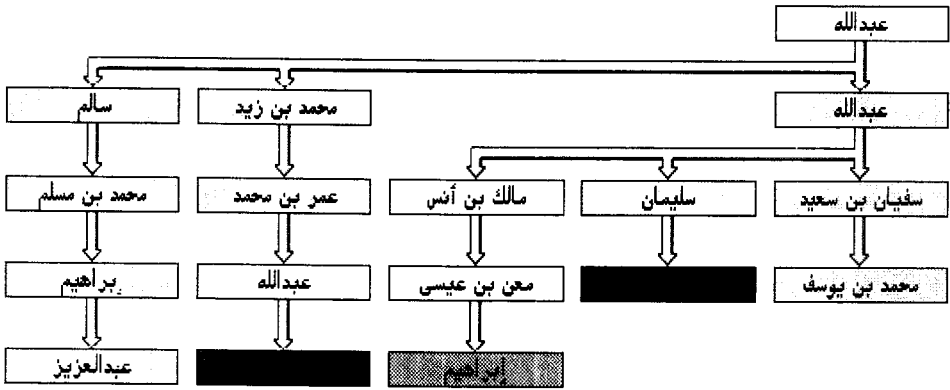 عبدالله
عبدالله
محمد بن زيد
سالم
سفيان بن سعيد
سليمان
مالك بن أنس
عمر بن محمد
محمد بن مسلم
محمد بن يوسف
معن بن عيسى
عبدالله
إبراهيم
إبراهيم
عبدالعزيز